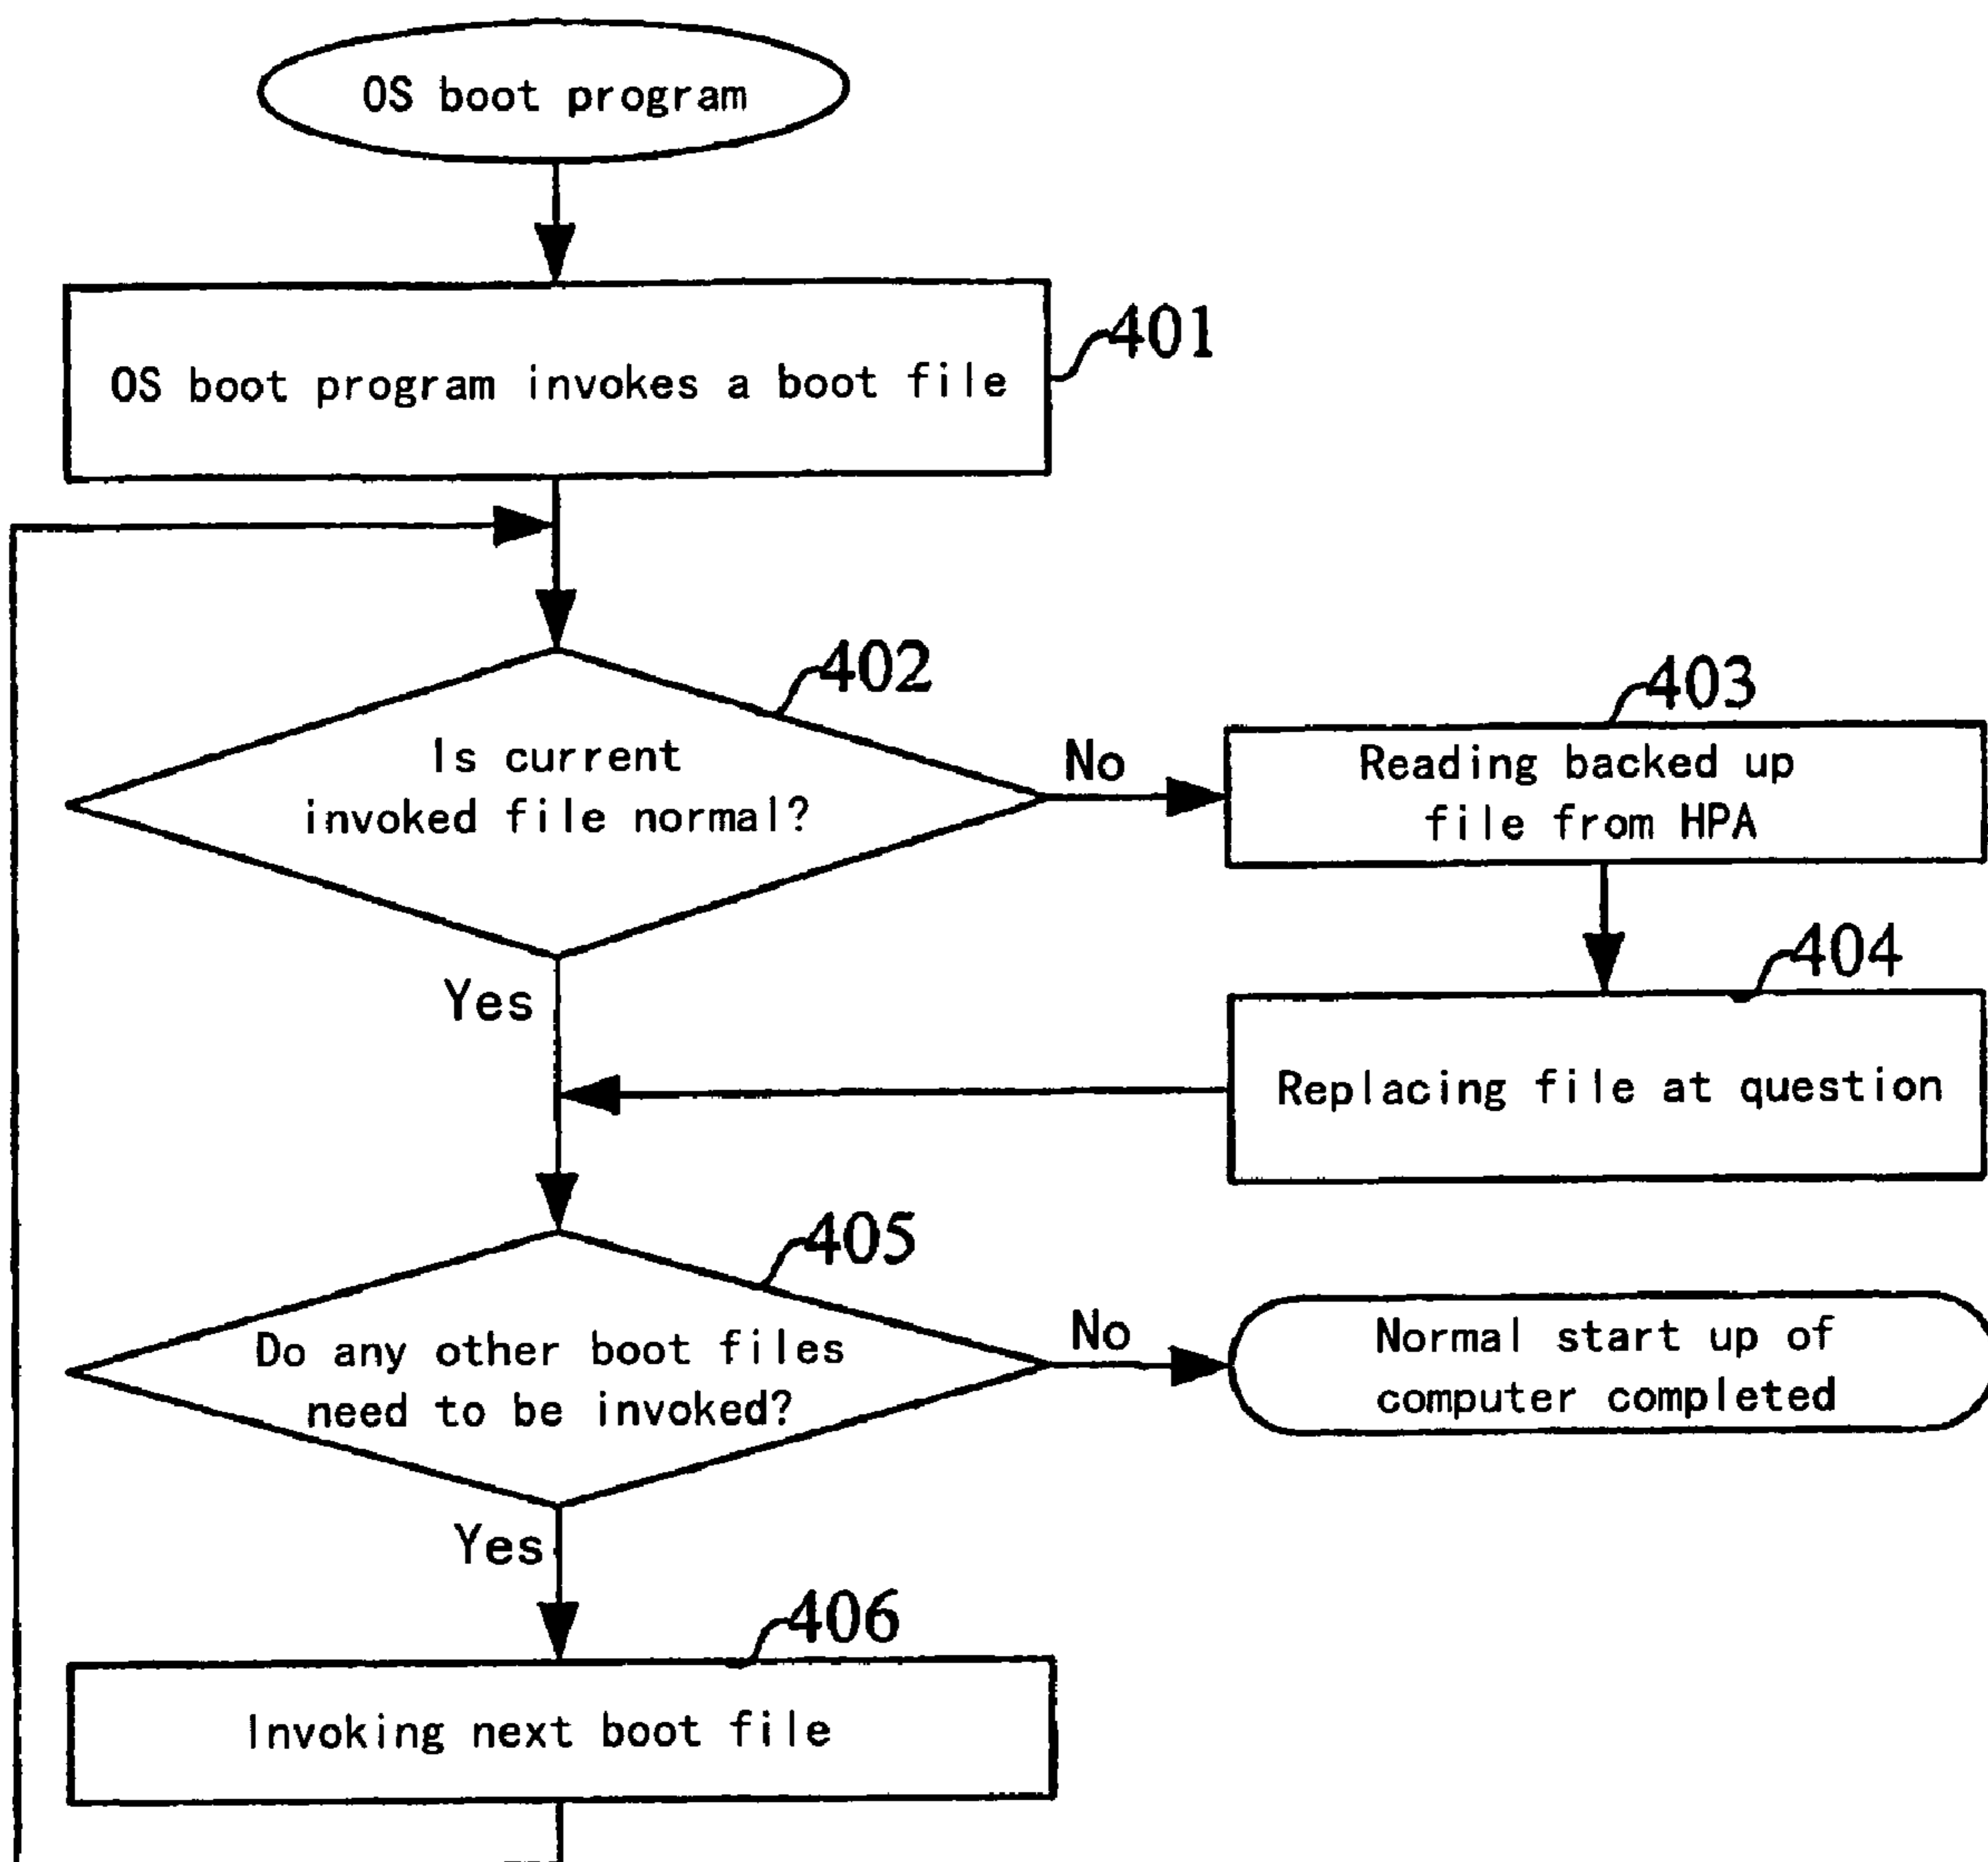 OS boot program
OS boot program invokes a boot file
401
402
Is current
invoked file normal?
No
403
Reading backed up
file from HPA
Yes
404
Replacing file at question
405
Do any other boot files
need to be invoked?
No
Normal start up of
computer completed
Yes
406
Invoking next boot file